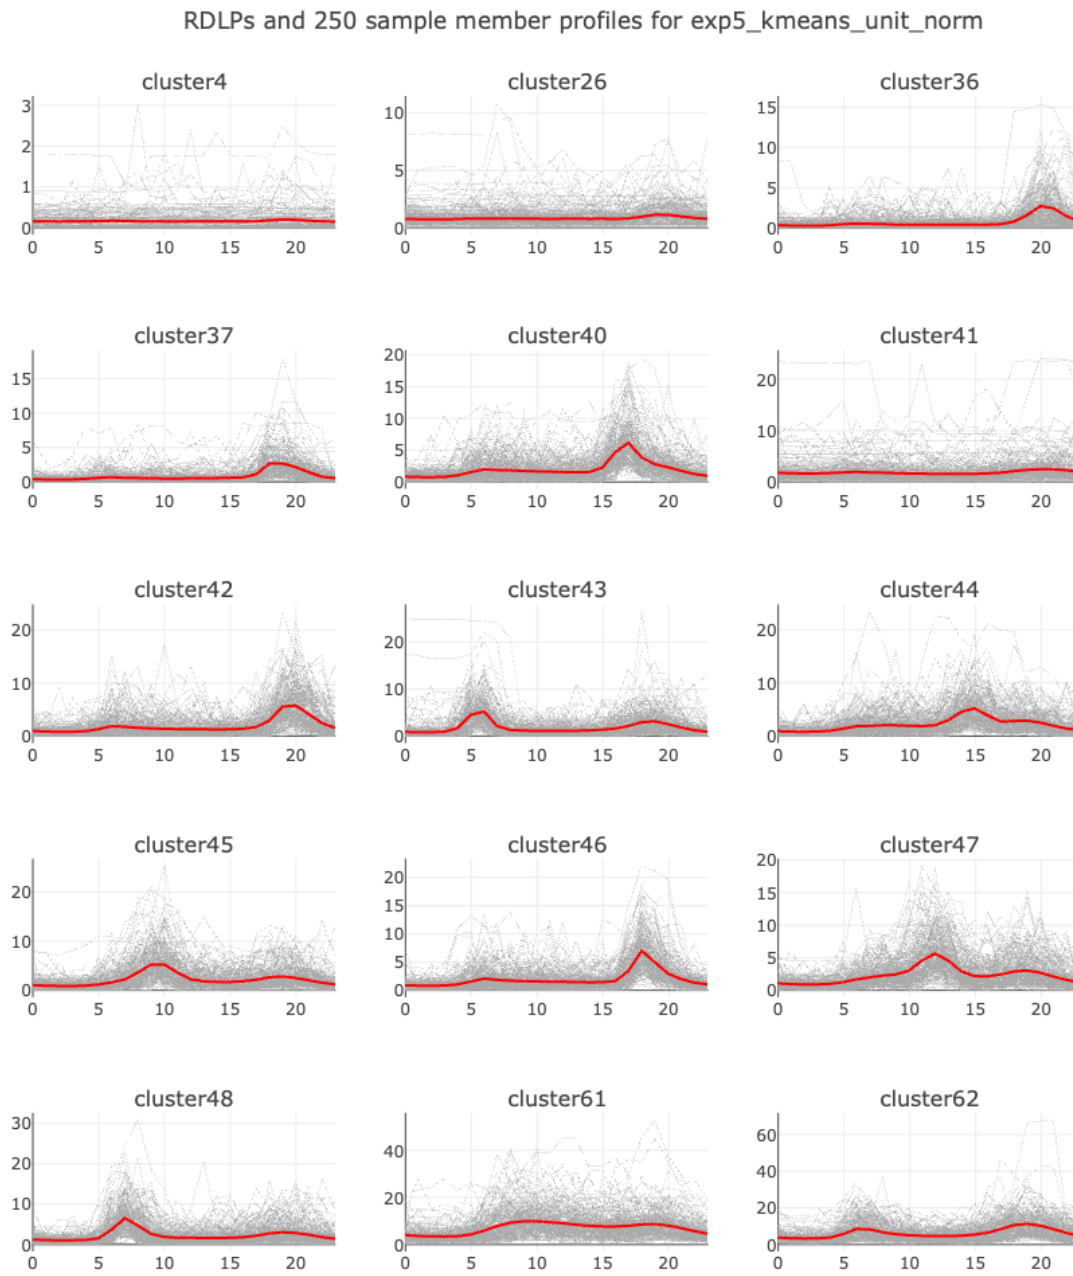 RDLPs and 250 sample member profiles for exp5_kmeans_unit_norm
cluster4
cluster26
cluster36
3
2
1
0
0 5 10 15 20
10
5
0
0 5 10 15 20
15
10
5
0
0 5 10 15 20
cluster37
cluster40
cluster41
15
10
5
0
0 5 10 15 20
20
15
10
5
0
0 5 10 15 20
20
10
0
0 5 10 15 20
cluster42
cluster43
cluster44
20
10
0
0 5 10 15 20
20
10
0
0 5 10 15 20
20
10
0
0 5 10 15 20
cluster45
cluster46
cluster47
20
10
0
0 5 10 15 20
20
15
10
5
0
0 5 10 15 20
20
15
10
5
0
0 5 10 15 20
cluster48
cluster61
cluster62
30
20
10
0
0 5 10 15 20
40
20
0
0 5 10 15 20
60
40
20
0
0 5 10 15 20